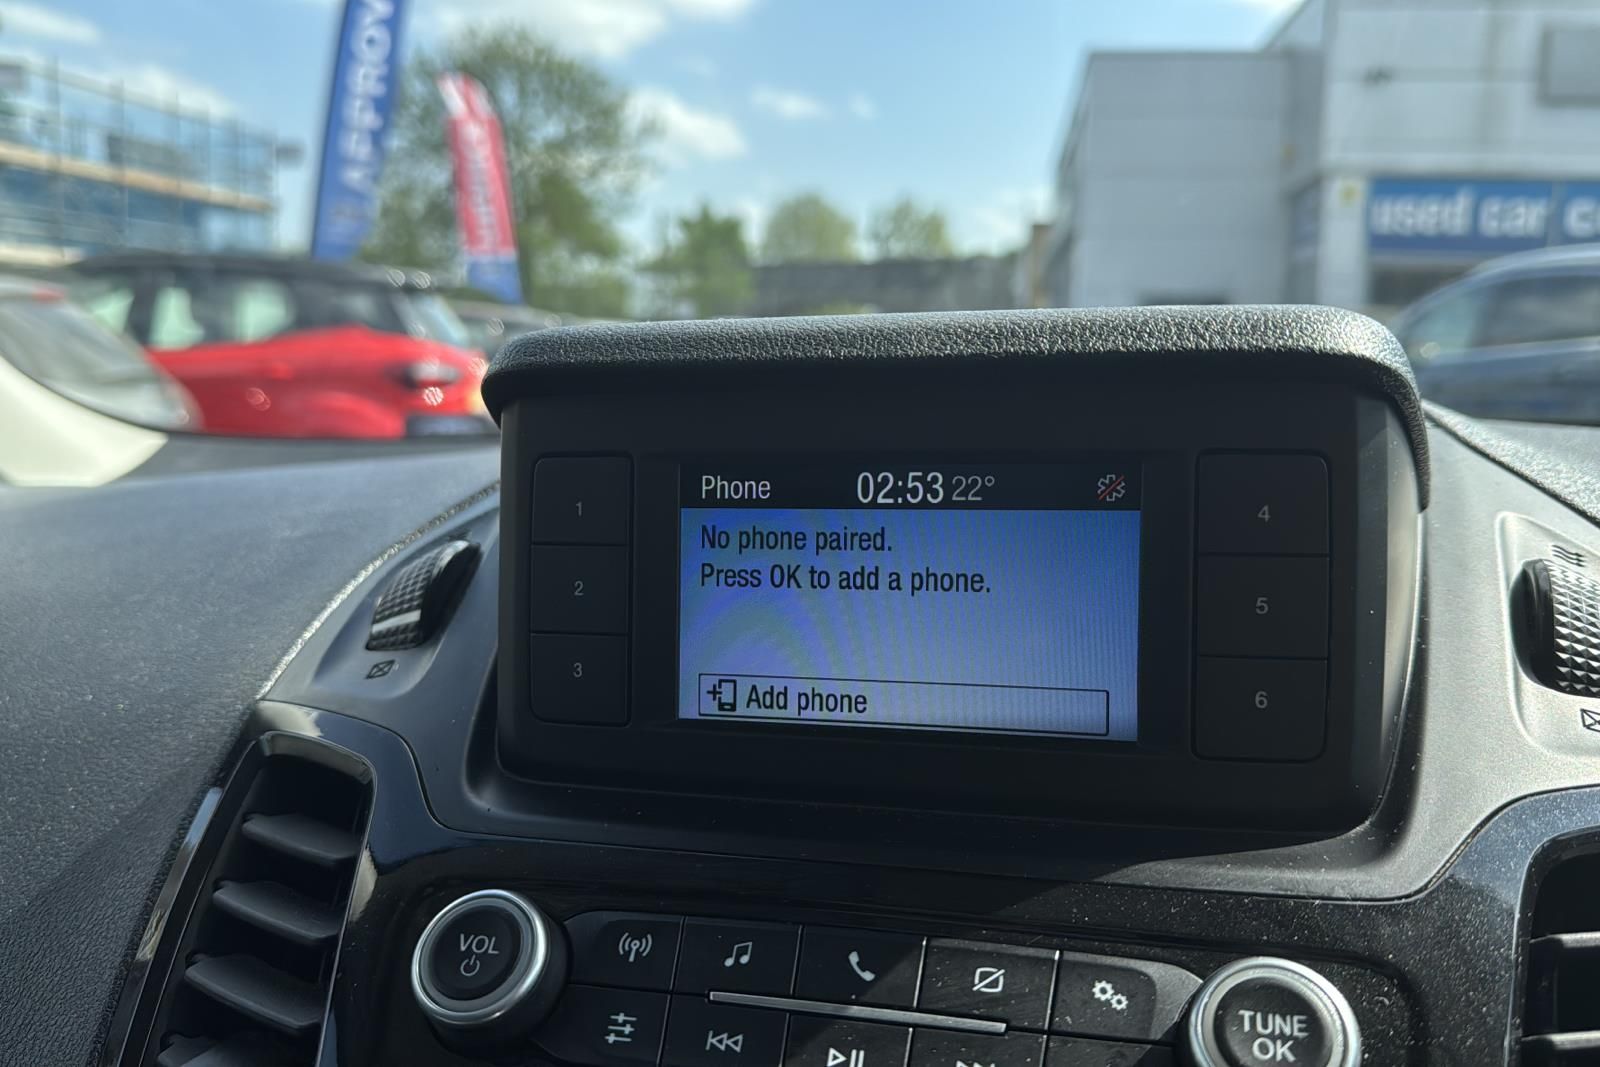 APPROV
used car c
Phone 02:53 22°
No phone paired.
Press OK to add a phone.
Add phone
1
2
3
4
5
6
VOL
TUNE
OK